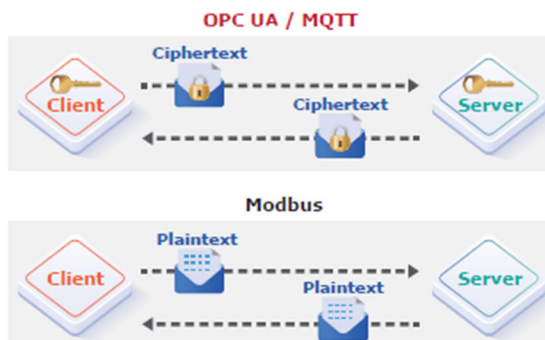 OPC UA / MQTT
Ciphertext
Client
Ciphertext
Server
Modbus
Plaintext
Client
Plaintext
Server